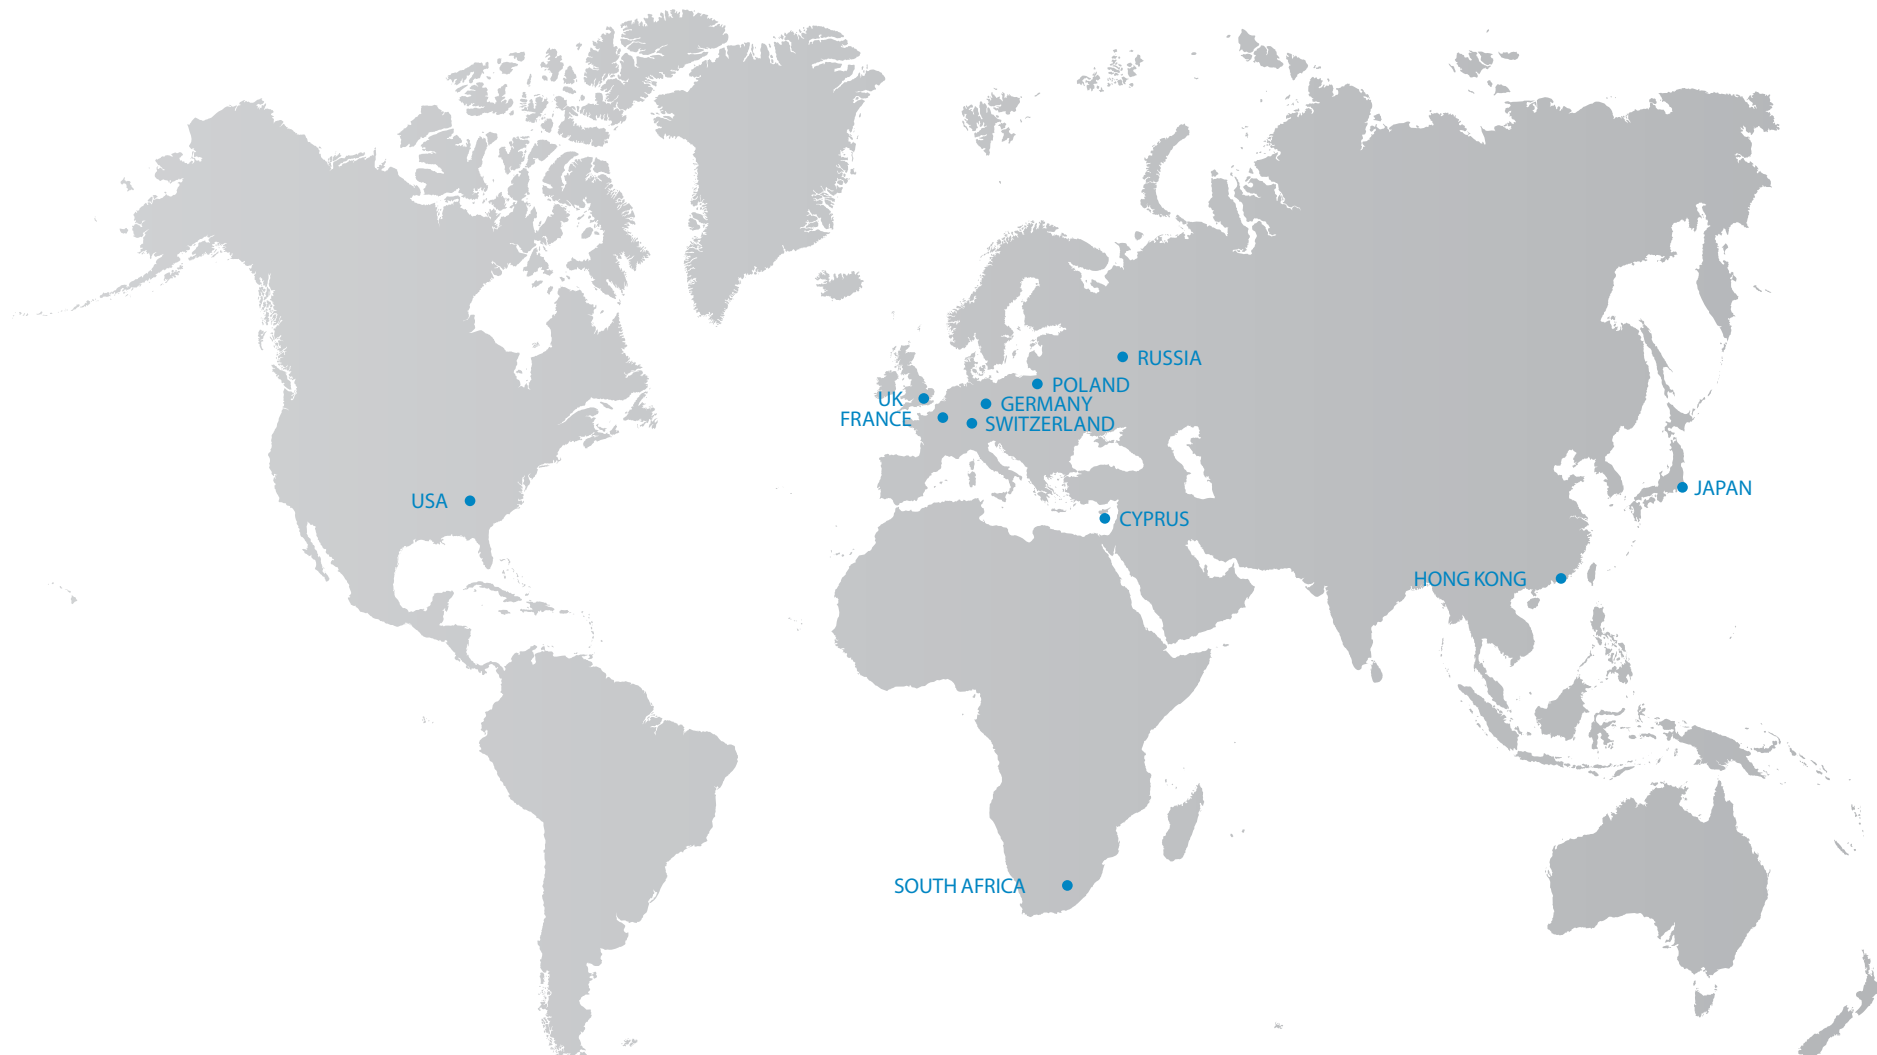 RUSSIA
POLAND
UK
GERMANY
FRANCE
SWITZERLAND
USA
JAPAN
CYPRUS
HONG KONG
SOUTH AFRICA